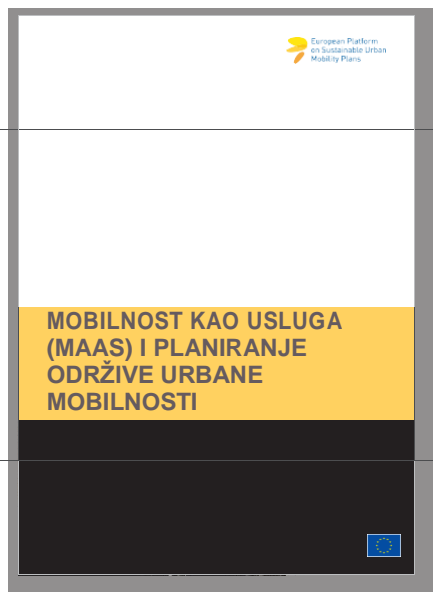 European Platform
on Sustainable Urban
Mobility Plans
MOBILNOST KAO USLUGA
(MAAS) I PLANIRANJE
ODRŽIVE URBANE
MOBILNOSTI